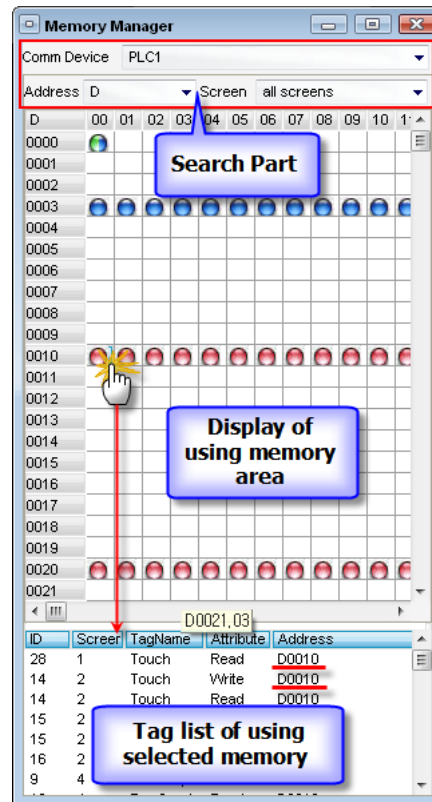 Memory Manager
Comm Device PLC1
Address D Screen all screens
D 00 01 02 03 04 05 06 07 08 09 10
0000
0001
0002
Search Part
0003
0004
0005
0006
0007
0008
0009
0010
0011
0012
0013
0014
0015
0016
0017
0018
0019
Display of
using memory
area
0020
0021
D0021,03
ID Screer TagName Attribute Address
28 1 Touch Read D0010
14 2 Touch Write D0010
14 2 Touch Read D0010
15 2
15 2
16 2
9 4
Tag list of using
selected memory